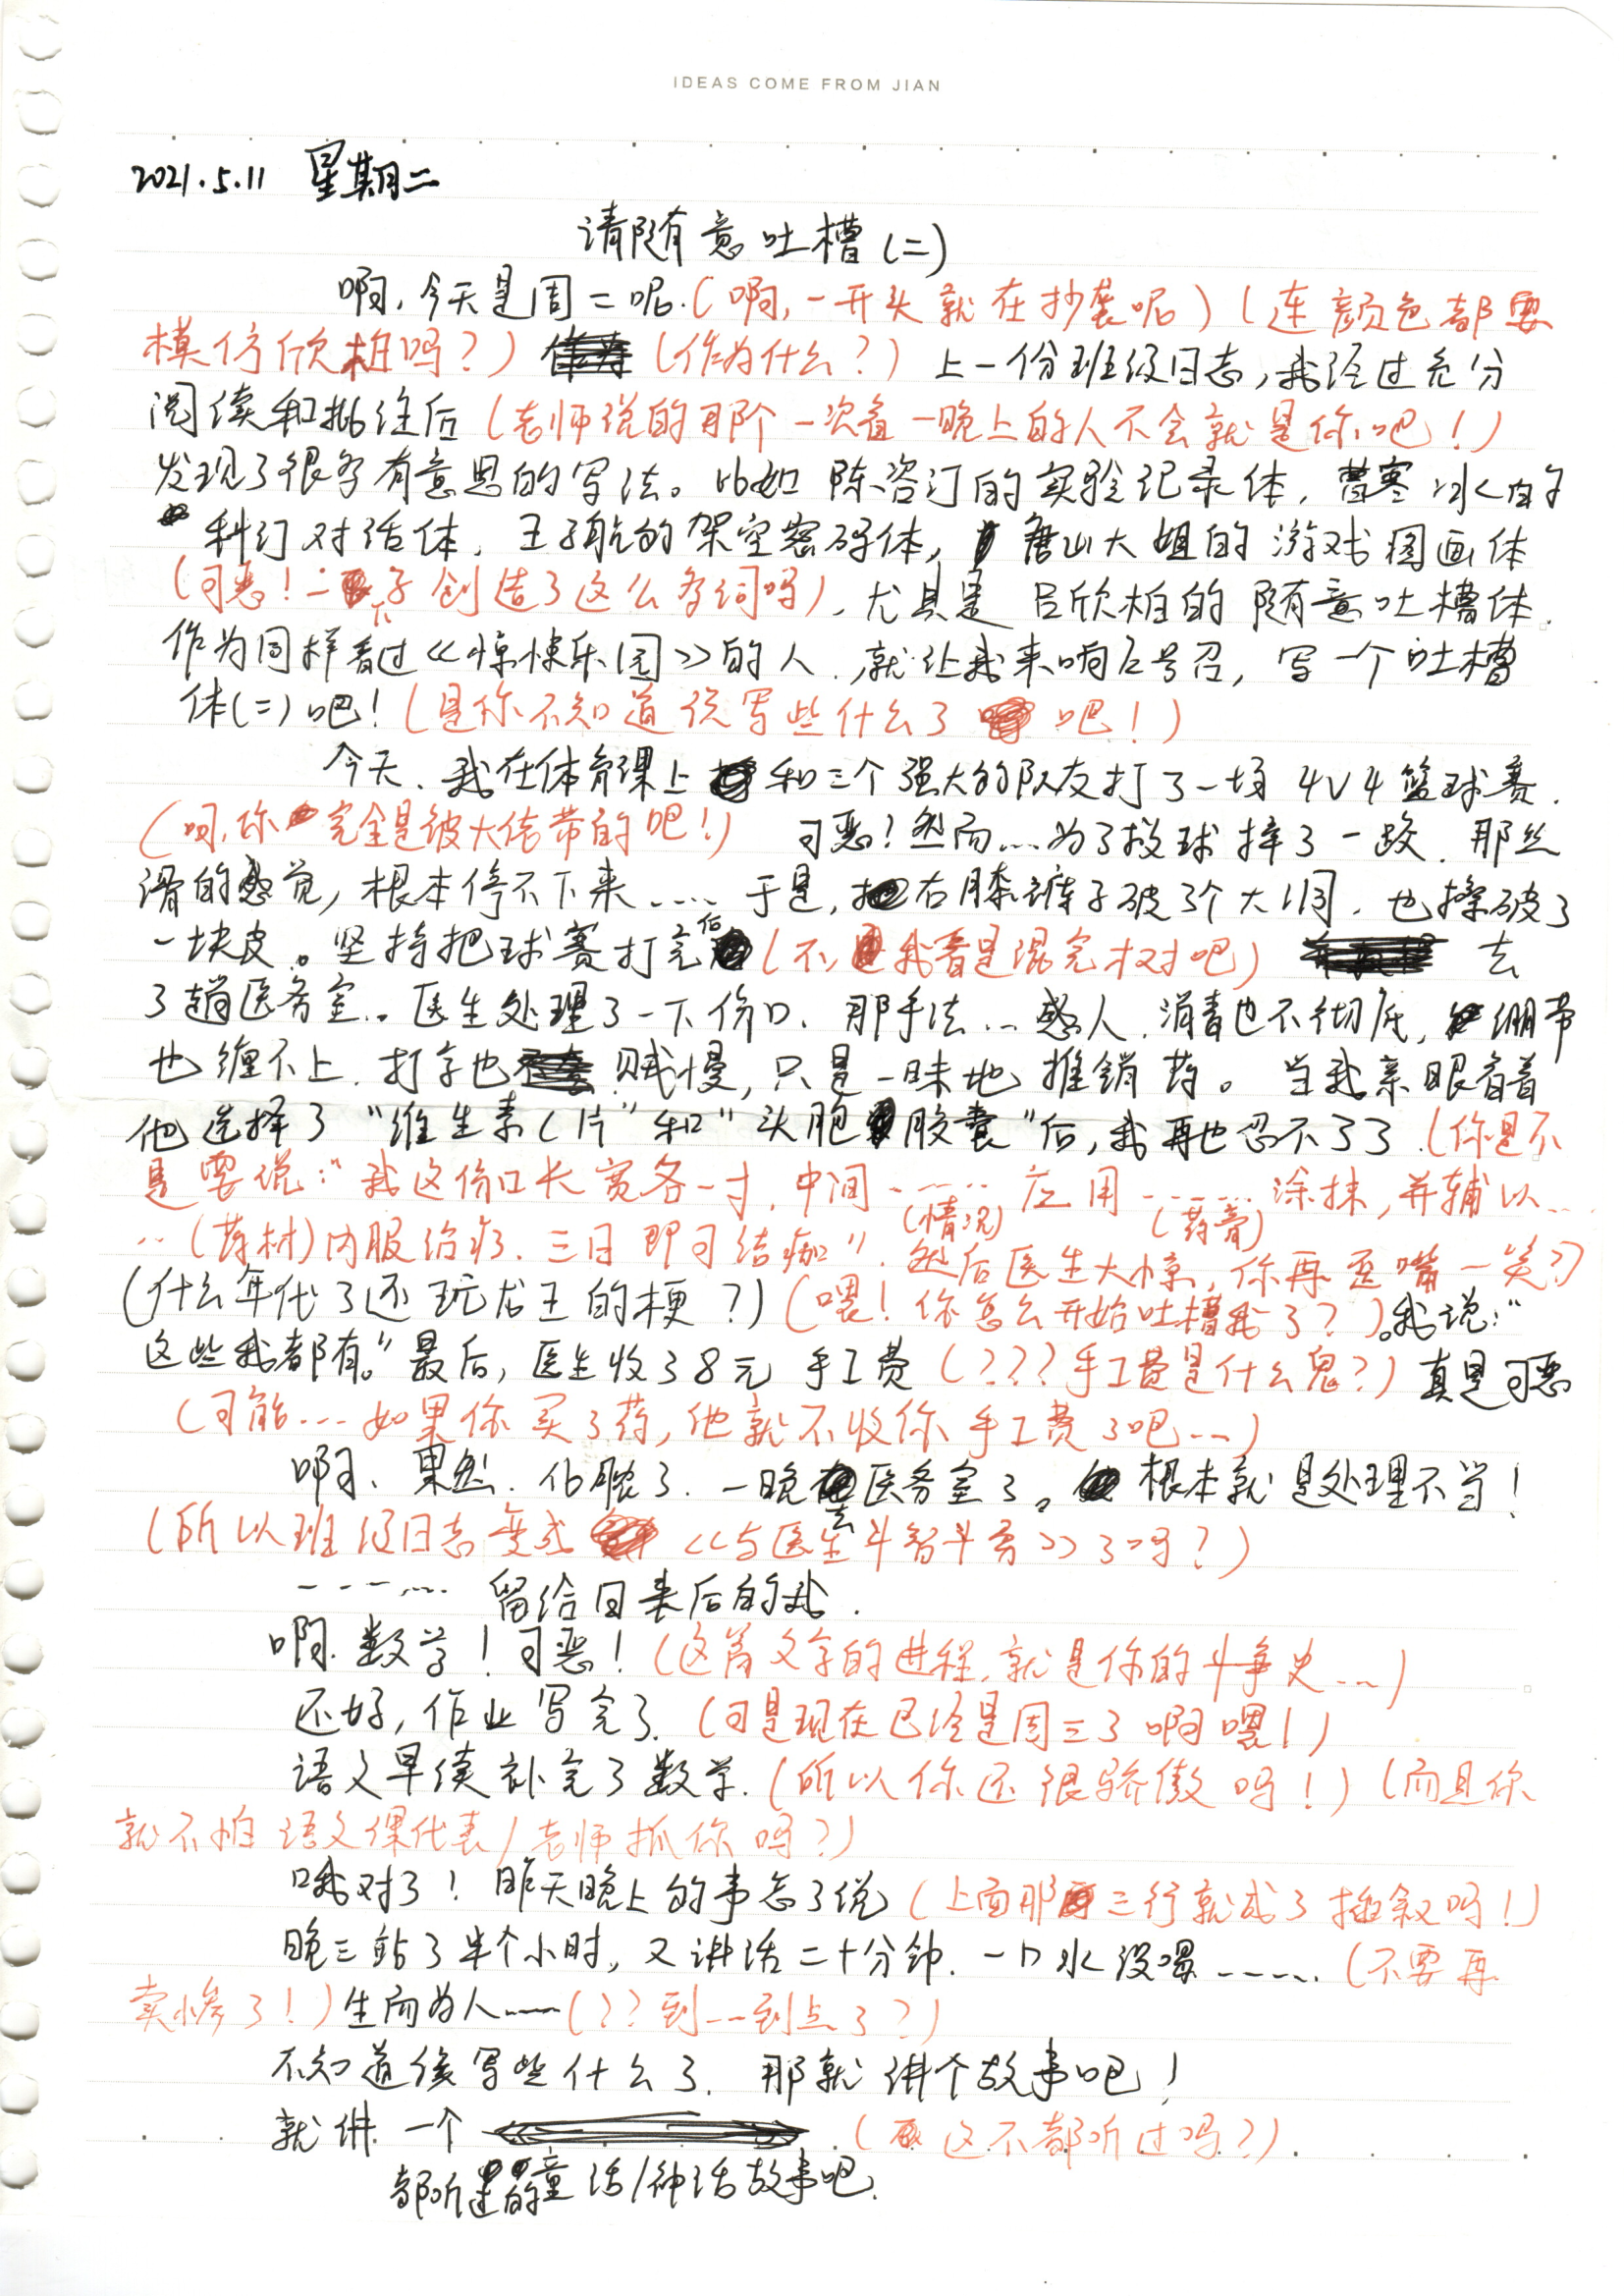 IDEAS COME FROM JIAN
2021.5.11 星期二
请随意吐槽(二)
啊,今天是周二呢.(啊,一开头就在抄袭呢)(连颜色都要
模仿欣桓吗?)(作为什么?)上一份班级日志,我经过充分
阅读和批注后(老师说的那个一次看一晚上的人不会就是你吧!)
发现了很多有意思的写法。比如陈咨汀的实验记录体,曹寒冰的
科幻对话体,王子航的架空密码体,唐山大姐的游戏图画体
(可恶!一下子创造了这么多词吗),尤其是吕欣桓的随意吐槽体.
作为同样看过《惊悚乐园》的人,就让我来响应号召,写一个吐槽
体(二)吧!(是你不知道该写些什么了吧!)
今天,我在体育课上和三个强大的队友打了一场4V4篮球赛.
(啊,你完全是被大佬带的吧!)可恶!然而...为了救球摔了一跤.那丝
滑的感觉,根本停不下来......于是,右膝裤子破了个大洞,也擦破了
一块皮。坚持把球赛打完后(不,我看是混完才对吧)去
了趟医务室。医生处理了一下伤口,那手法...感人.消毒也不彻底,绷带
也缠不上,打字也贼慢,只是一味地推销药。当我亲眼看着
他选择了"维生素C片"和"头胞胶囊"后,我再也忍不了了.(你是不
是要说:"我这伤口长宽各一寸,中间......应用......涂抹,并辅以...
(情况) (药膏)
...(药材)内服治疗.三日即可结痂".然后医生大惊,你再歪嘴一笑?)
(什么年代了还玩龙王的梗?)(喂!你怎么开始吐槽我了?)。我说:"
这些我都有。"最后,医生收了8元手工费(???手工费是什么鬼?)真是可恶
(可能...如果你买了药,他就不收你手工费了吧...)
啊,果然.化脓了.一晚去医务室了。根本就是处理不当!
(所以班级日志变成《与医生斗智斗勇》了吗?)
......留给回来后的我.
啊.数学!可恶!(这篇文字的进程,就是你的斗争史...)
还好,作业写完了.(可是现在已经是周三了啊喂!)
语文早读补完了数学.(所以你还很骄傲吗!)(而且你
就不怕语文课代表/老师抓你吗?)
哦对了!昨天晚上的事忘了说(上面那三行就成了插叙吗!)
晚三站了半个小时,又讲话二十分钟.一口水没喝......(不要再
卖惨了!)生而为人......(??到...到点了?)
不知道该写些什么了.那就讲个故事吧!
就讲一个(这不都听过吗?)
都听过的童话/神话故事吧.